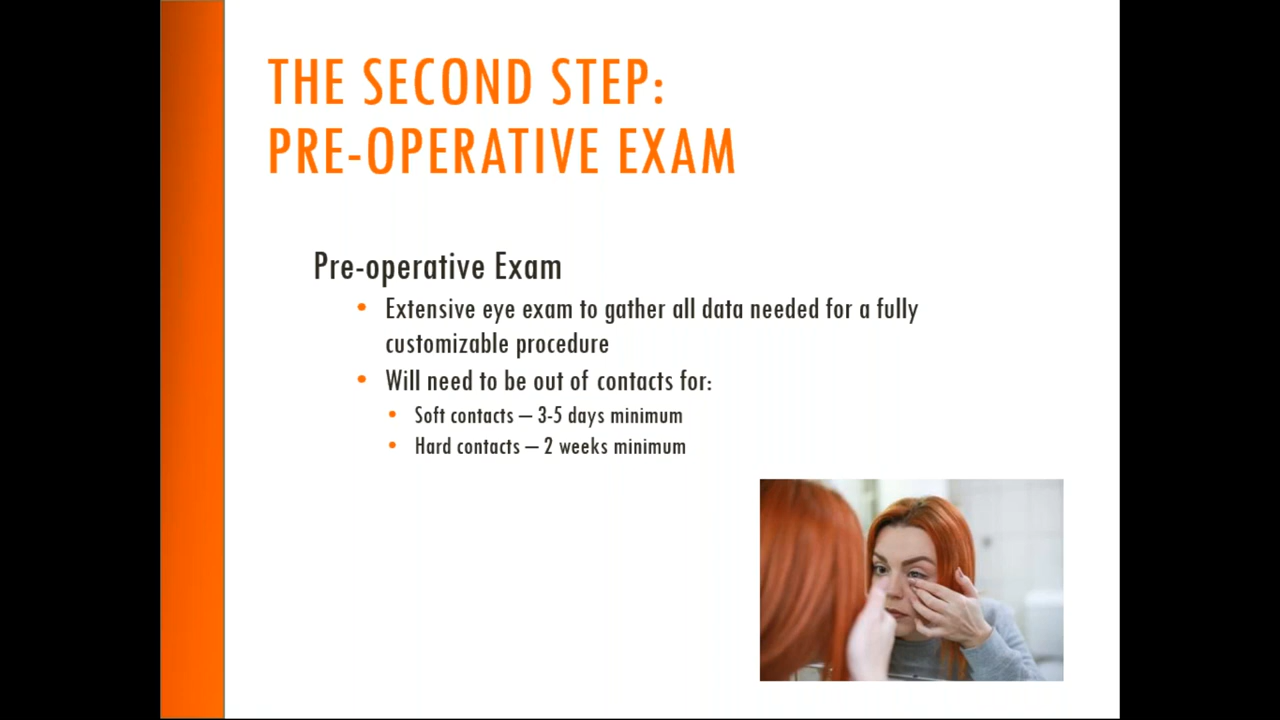 THE SECOND STEP:
PRE-OPERATIVE EXAM
Pre-operative Exam
• Extensive eye exam to gather all data needed for a fully
customizable procedure
• Will need to be out of contacts for:
• Soft contacts – 3-5 days minimum
• Hard contacts – 2 weeks minimum